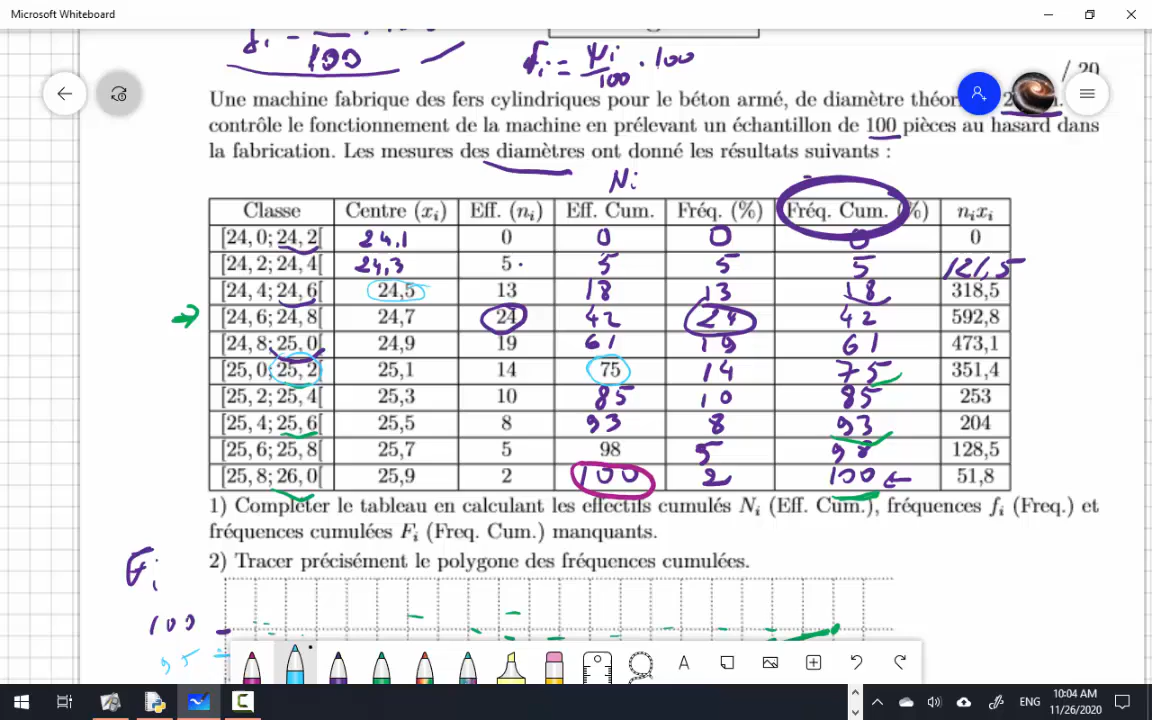 Microsoft Whiteboard
100
fi = Ni/100 · 100
/ 20
Une machine fabrique des fers cylindriques pour le béton armé, de diamètre
contrôle le fonctionnement de la machine en prélevant un échantillon de 100 pièces au hasard dans
la fabrication. Les mesures des diamètres ont donné les résultats suivants :
Ni
Classe Centre (xi) Eff. (ni) Eff. Cum. Fréq. (%) Fréq. Cum. (%) nixi
[24, 0; 24, 2[ 24,1 0 0 0 0 0
[24, 2; 24, 4[ 24,3 5 5 5 5 121,5
[24, 4; 24, 6[ 24,5 13 18 13 18 318,5
[24, 6; 24, 8[ 24,7 24 42 24 42 592,8
[24, 8; 25, 0[ 24,9 19 61 19 61 473,1
[25, 0; 25, 2[ 25,1 14 75 14 75 351,4
[25, 2; 25, 4[ 25,3 10 85 10 85 253
[25, 4; 25, 6[ 25,5 8 93 8 93 204
[25, 6; 25, 8[ 25,7 5 98 5 98 128,5
[25, 8; 26, 0[ 25,9 2 100 2 100 51,8
1) Compléter le tableau en calculant les effectifs cumulés Ni (Eff. Cum.), fréquences fi (Freq.) et
fréquences cumulées Fi (Freq. Cum.) manquants.
2) Tracer précisément le polygone des fréquences cumulées.
Fi
100
95
ENG
10:04 AM
11/26/2020